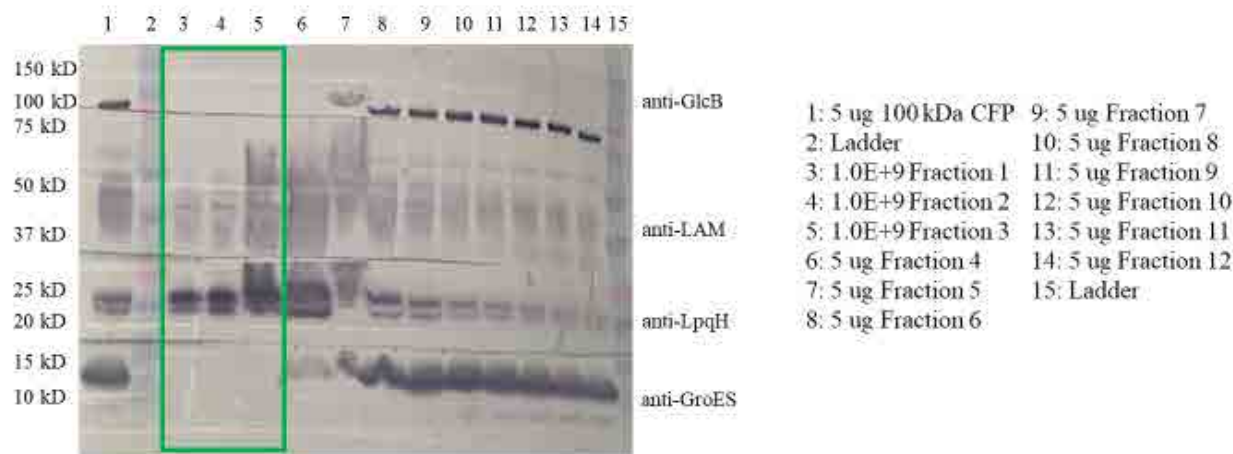 1 2 3 4 5 6 7 8 9 10 11 12 13 14 15
150 kD
100 kD
75 kD
50 kD
37 kD
25 kD
20 kD
15 kD
10 kD
anti-GlcB
anti-LAM
anti-LpqH
anti-GroES
1: 5 ug 100 kDa CFP
2: Ladder
3: 1.0E+9 Fraction 1
4: 1.0E+9 Fraction 2
5: 1.0E+9 Fraction 3
6: 5 ug Fraction 4
7: 5 ug Fraction 5
8: 5 ug Fraction 6
9: 5 ug Fraction 7
10: 5 ug Fraction 8
11: 5 ug Fraction 9
12: 5 ug Fraction 10
13: 5 ug Fraction 11
14: 5 ug Fraction 12
15: Ladder